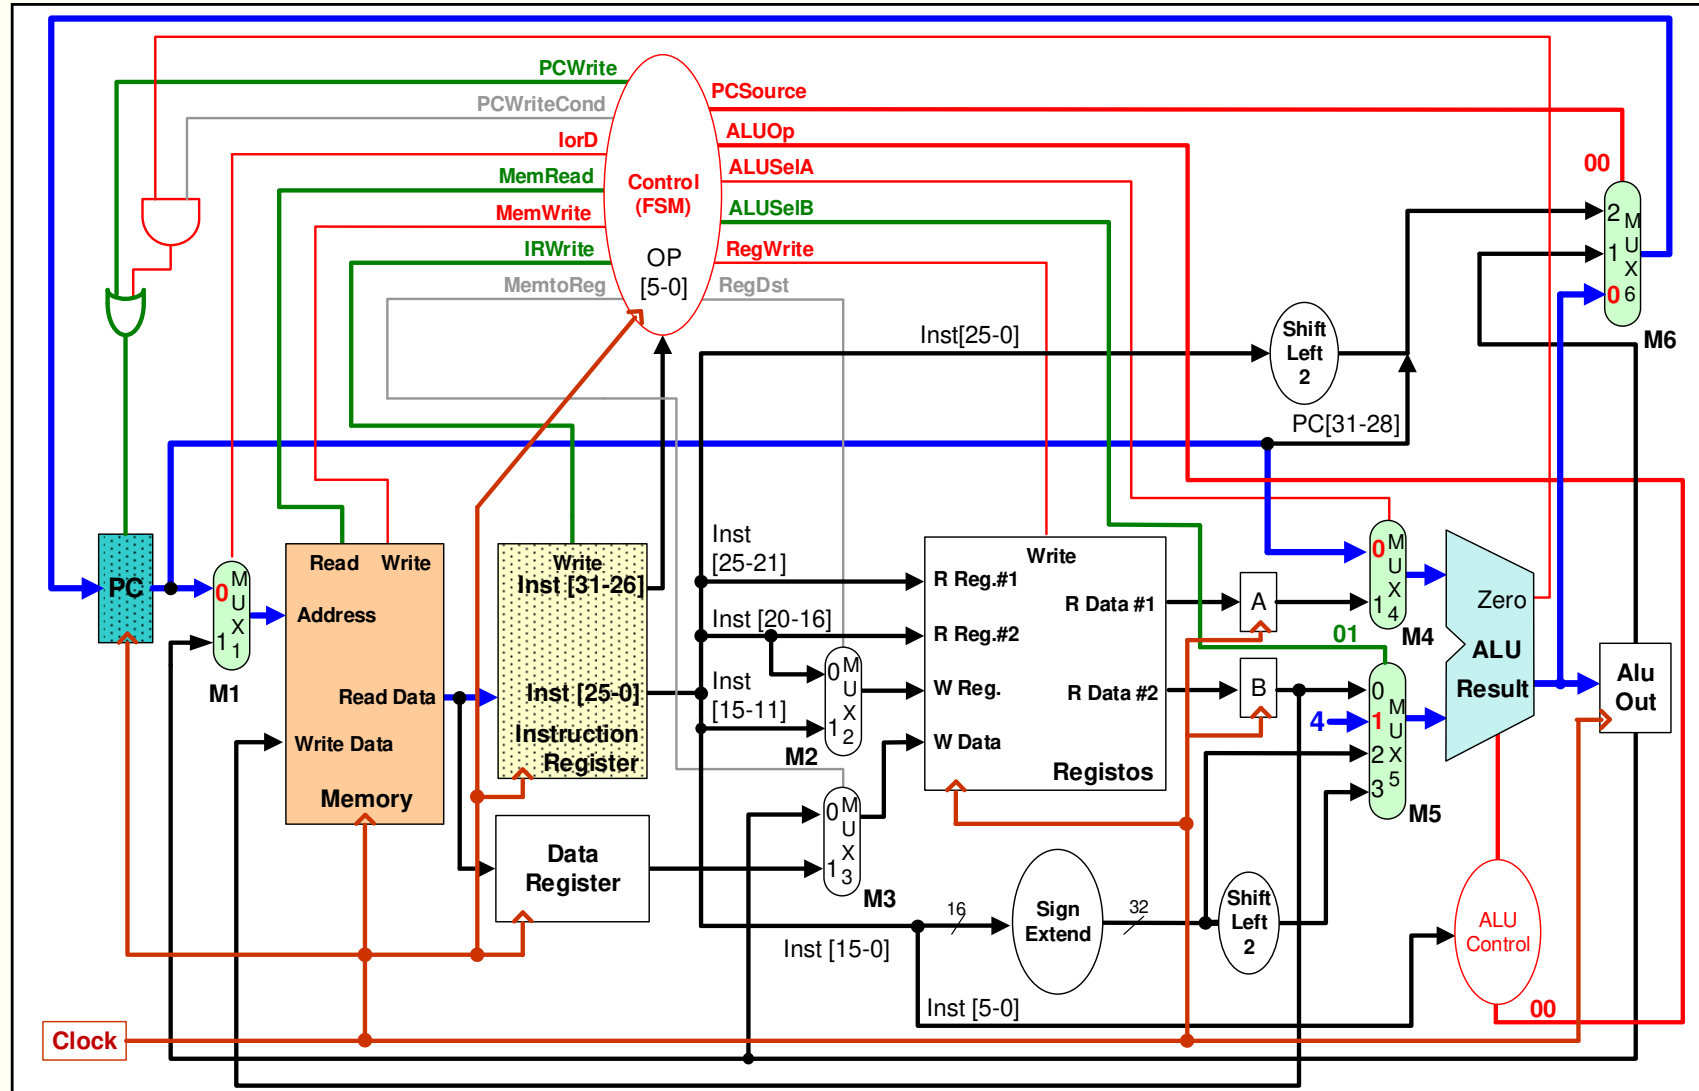 PCWrite
PCWriteCond
IorD
MemRead
MemWrite
IRWrite
MemtoReg
Control
(FSM)
OP
[5-0]
PCSource
ALUOp
ALUSelA
ALUSelB
RegWrite
RegDst
00
2
1
0
M
U
X
6
M6
Inst[25-0]
Shift
Left
2
PC[31-28]
PC
0
1
M
U
X
1
M1
Read
Write
Address
Read Data
Write Data
Memory
Write
Inst [31-26]
Inst [25-0]
Instruction
Register
Data
Register
Inst
[25-21]
Inst [20-16]
Inst
[15-11]
0
1
M
U
X
2
M2
0
1
M
U
X
3
M3
Write
R Reg.#1
R Reg.#2
W Reg.
W Data
R Data #1
R Data #2
Registos
A
B
0
1
M
U
X
4
M4
01
4
0
1
2
3
M
U
X
5
M5
Zero
ALU
Result
Alu
Out
Inst [15-0]
16
Sign
Extend
32
Shift
Left
2
ALU
Control
Inst [5-0]
00
Clock